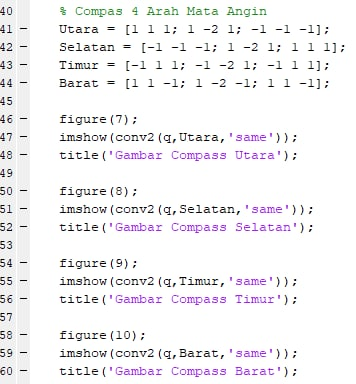 40 % Compas 4 Arah Mata Angin
41 - Utara = [1 1 1; 1 -2 1; -1 -1 -1];
42 - Selatan = [-1 -1 -1; 1 -2 1; 1 1 1];
43 - Timur = [-1 1 1; -1 -2 1; -1 1 1];
44 - Barat = [1 1 -1; 1 -2 -1; 1 1 -1];
45
46 - figure(7);
47 - imshow(conv2(q,Utara,'same'));
48 - title('Gambar Compass Utara');
49
50 - figure(8);
51 - imshow(conv2(q,Selatan,'same'));
52 - title('Gambar Compass Selatan');
53
54 - figure(9);
55 - imshow(conv2(q,Timur,'same'));
56 - title('Gambar Compass Timur');
57
58 - figure(10);
59 - imshow(conv2(q,Barat,'same'));
60 - title('Gambar Compass Barat');